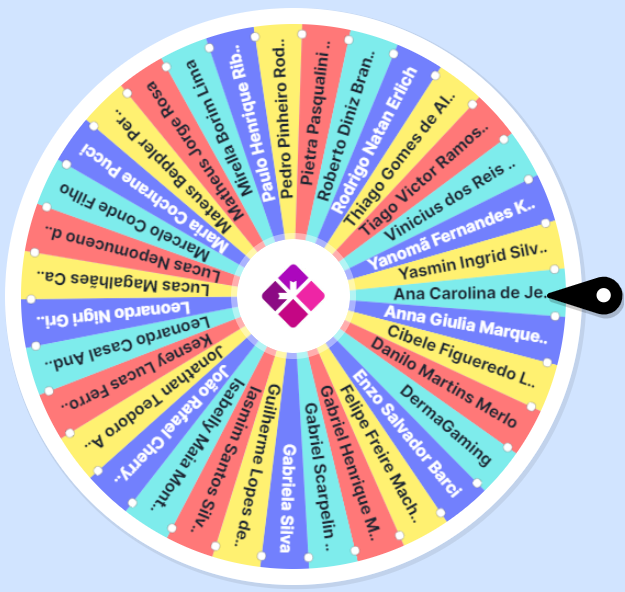 Ana Carolina de Je..
Anna Giulia Marque..
Cibele Figueredo L..
Danilo Martins Merlo
DermaGaming
Enzo Salvador Barci
Felipe Freire Mach..
Gabriel Henrique M..
Gabriel Scarpelin ..
Gabriela Silva
Guilherme Lopes de..
Iasmim Santos Silv..
Isabelly Maia Mont..
João Rafael Cherry..
Jonathan Teodoro A..
Kesney Lucas Ferro..
Leonardo Casal And..
Leonardo Nigri Gri..
Lucas Magalhães Ca..
Lucas Nepomuceno d..
Marcelo Conde Filho
Maria Cochrane Pucci
Mateus Beppler Per..
Matheus Jorge Rosa
Mirella Borim Lima
Paulo Henrique Rib..
Pedro Pinheiro Rod..
Pietra Pasqualini ..
Roberto Diniz Bran..
Rodrigo Natan Erlich
Thiago Gomes de Al..
Tiago Victor Ramos..
Vinicius dos Reis ..
Yanomã Fernandes K..
Yasmin Ingrid Silv..